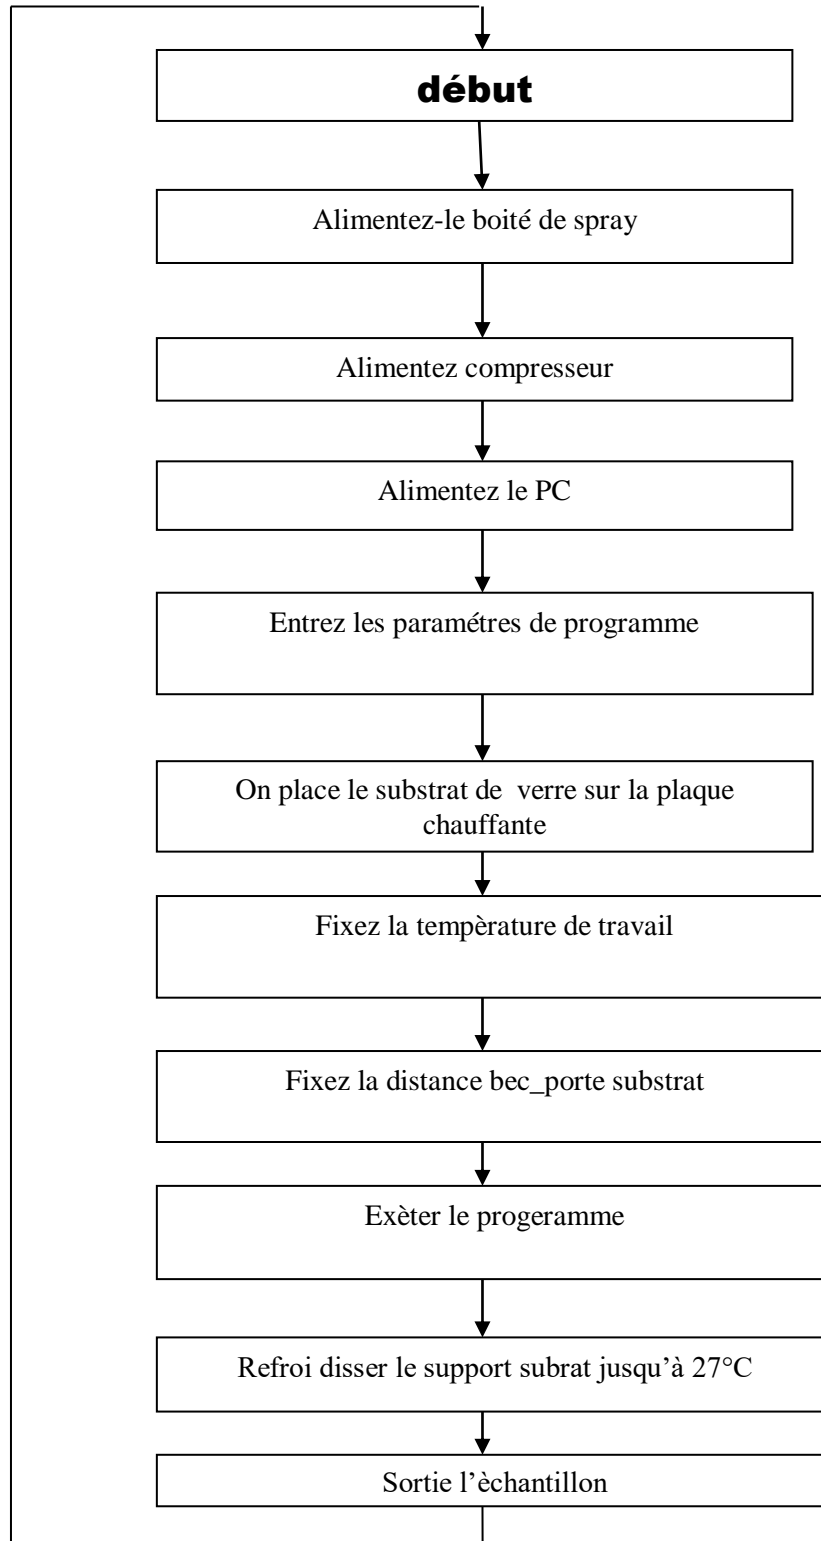 début
Alimentez-le boité de spray
Alimentez compresseur
Alimentez le PC
Entrez les paramétres de programme
On place le substrat de verre sur la plaque
chauffante
Fixez la tempèrature de travail
Fixez la distance bec_porte substrat
Exèter le progeramme
Refroi disser le support subrat jusqu’à 27°C
Sortie l’èchantillon